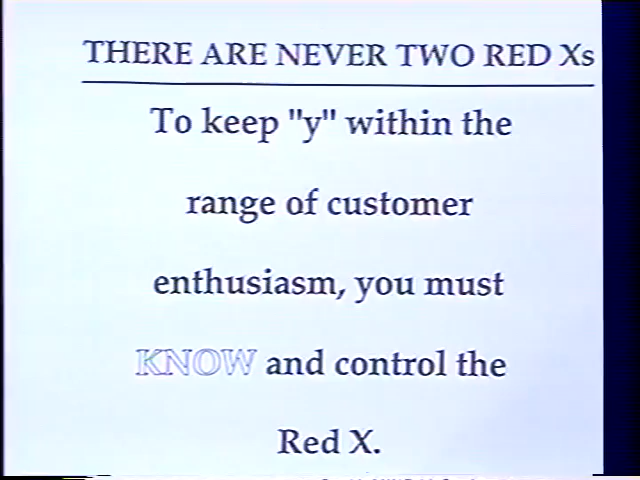 THERE ARE NEVER TWO RED Xs
To keep "y" within the
range of customer
enthusiasm, you must
KNOW and control the
Red X.